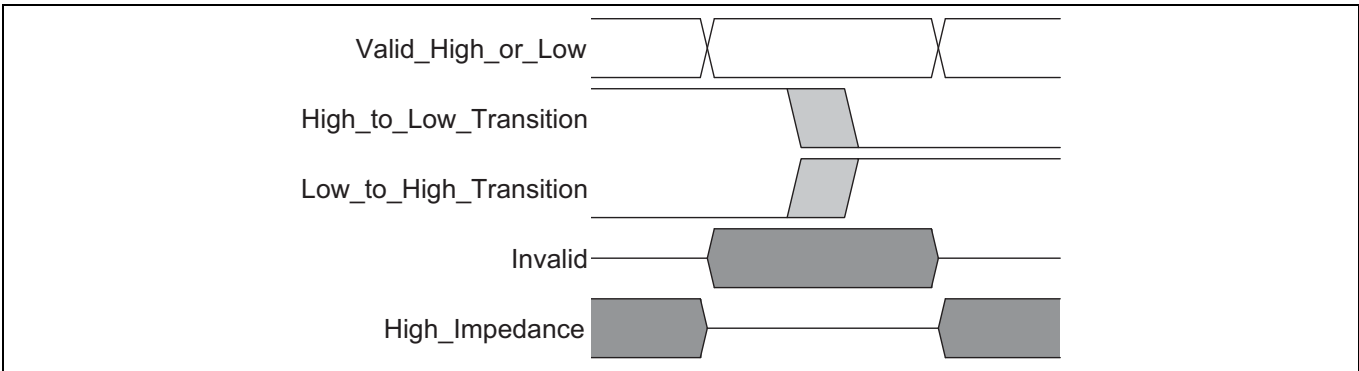 Valid_High_or_Low
High_to_Low_Transition
Low_to_High_Transition
Invalid
High_Impedance